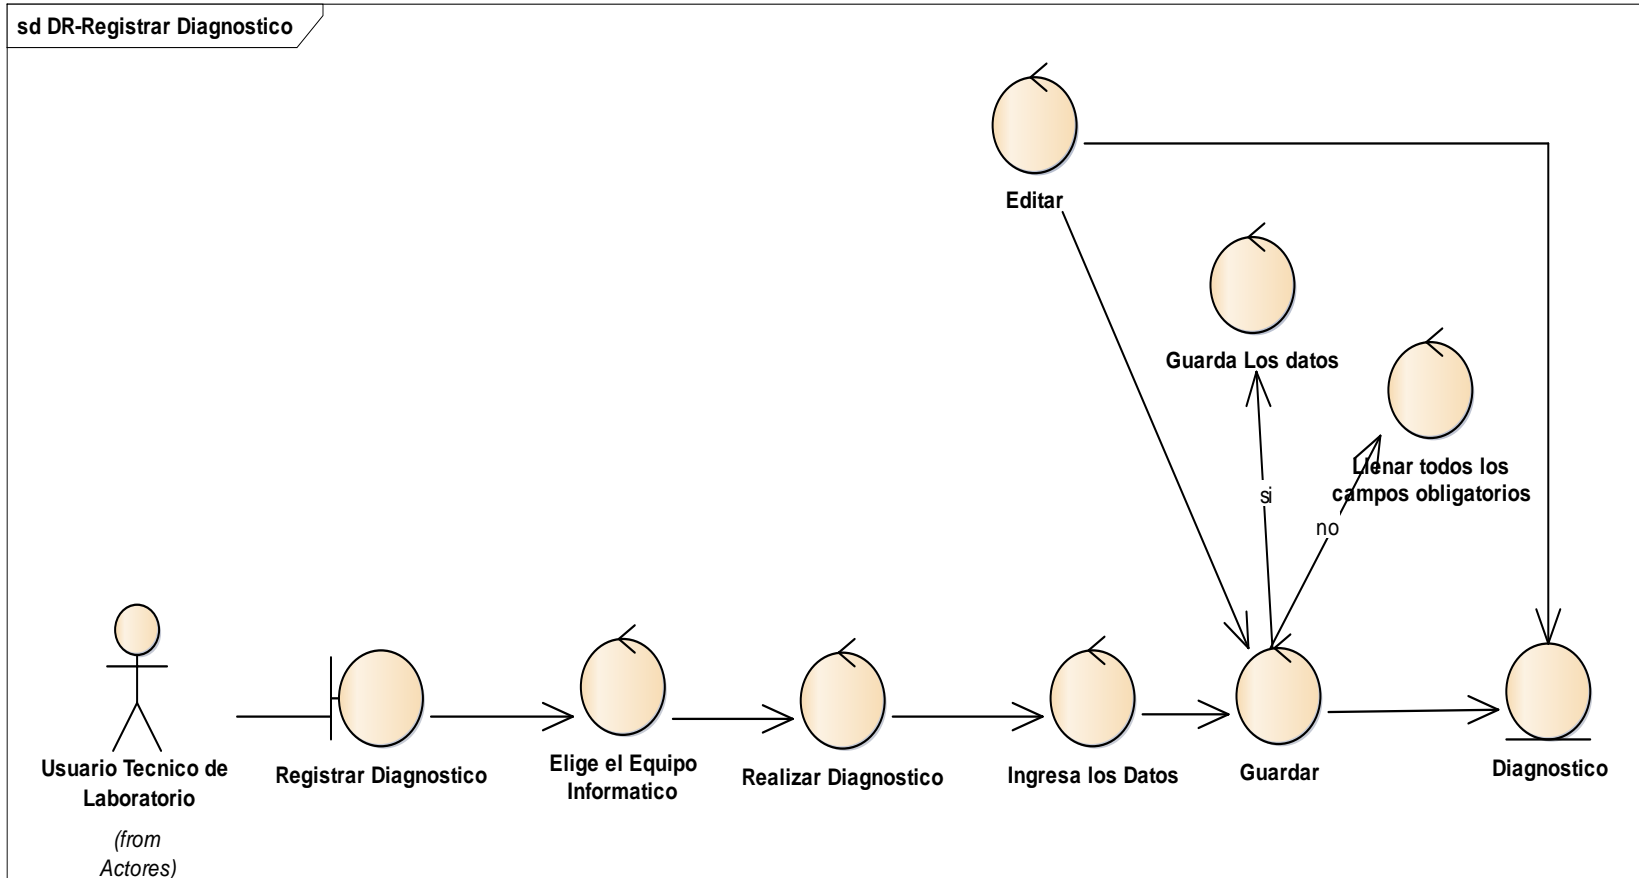 sd DR-Registrar Diagnostico
Editar
Guarda Los datos
Llenar todos los
campos obligatorios
si
no
Usuario Tecnico de
Laboratorio
(from
Actores)
Registrar Diagnostico
Elige el Equipo
Informatico
Realizar Diagnostico
Ingresa los Datos
Guardar
Diagnostico